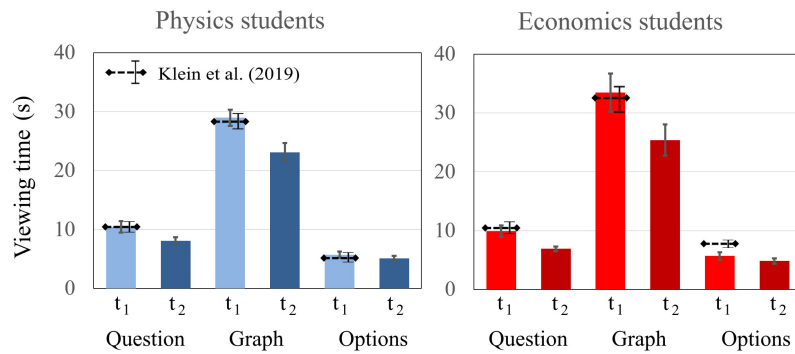 Physics students
Economics students
Viewing time (s)
40
30
20
10
0
Klein et al. (2019)
t1 t2 t1 t2 t1 t2
Question Graph Options
40
30
20
10
0
t1 t2 t1 t2 t1 t2
Question Graph Options